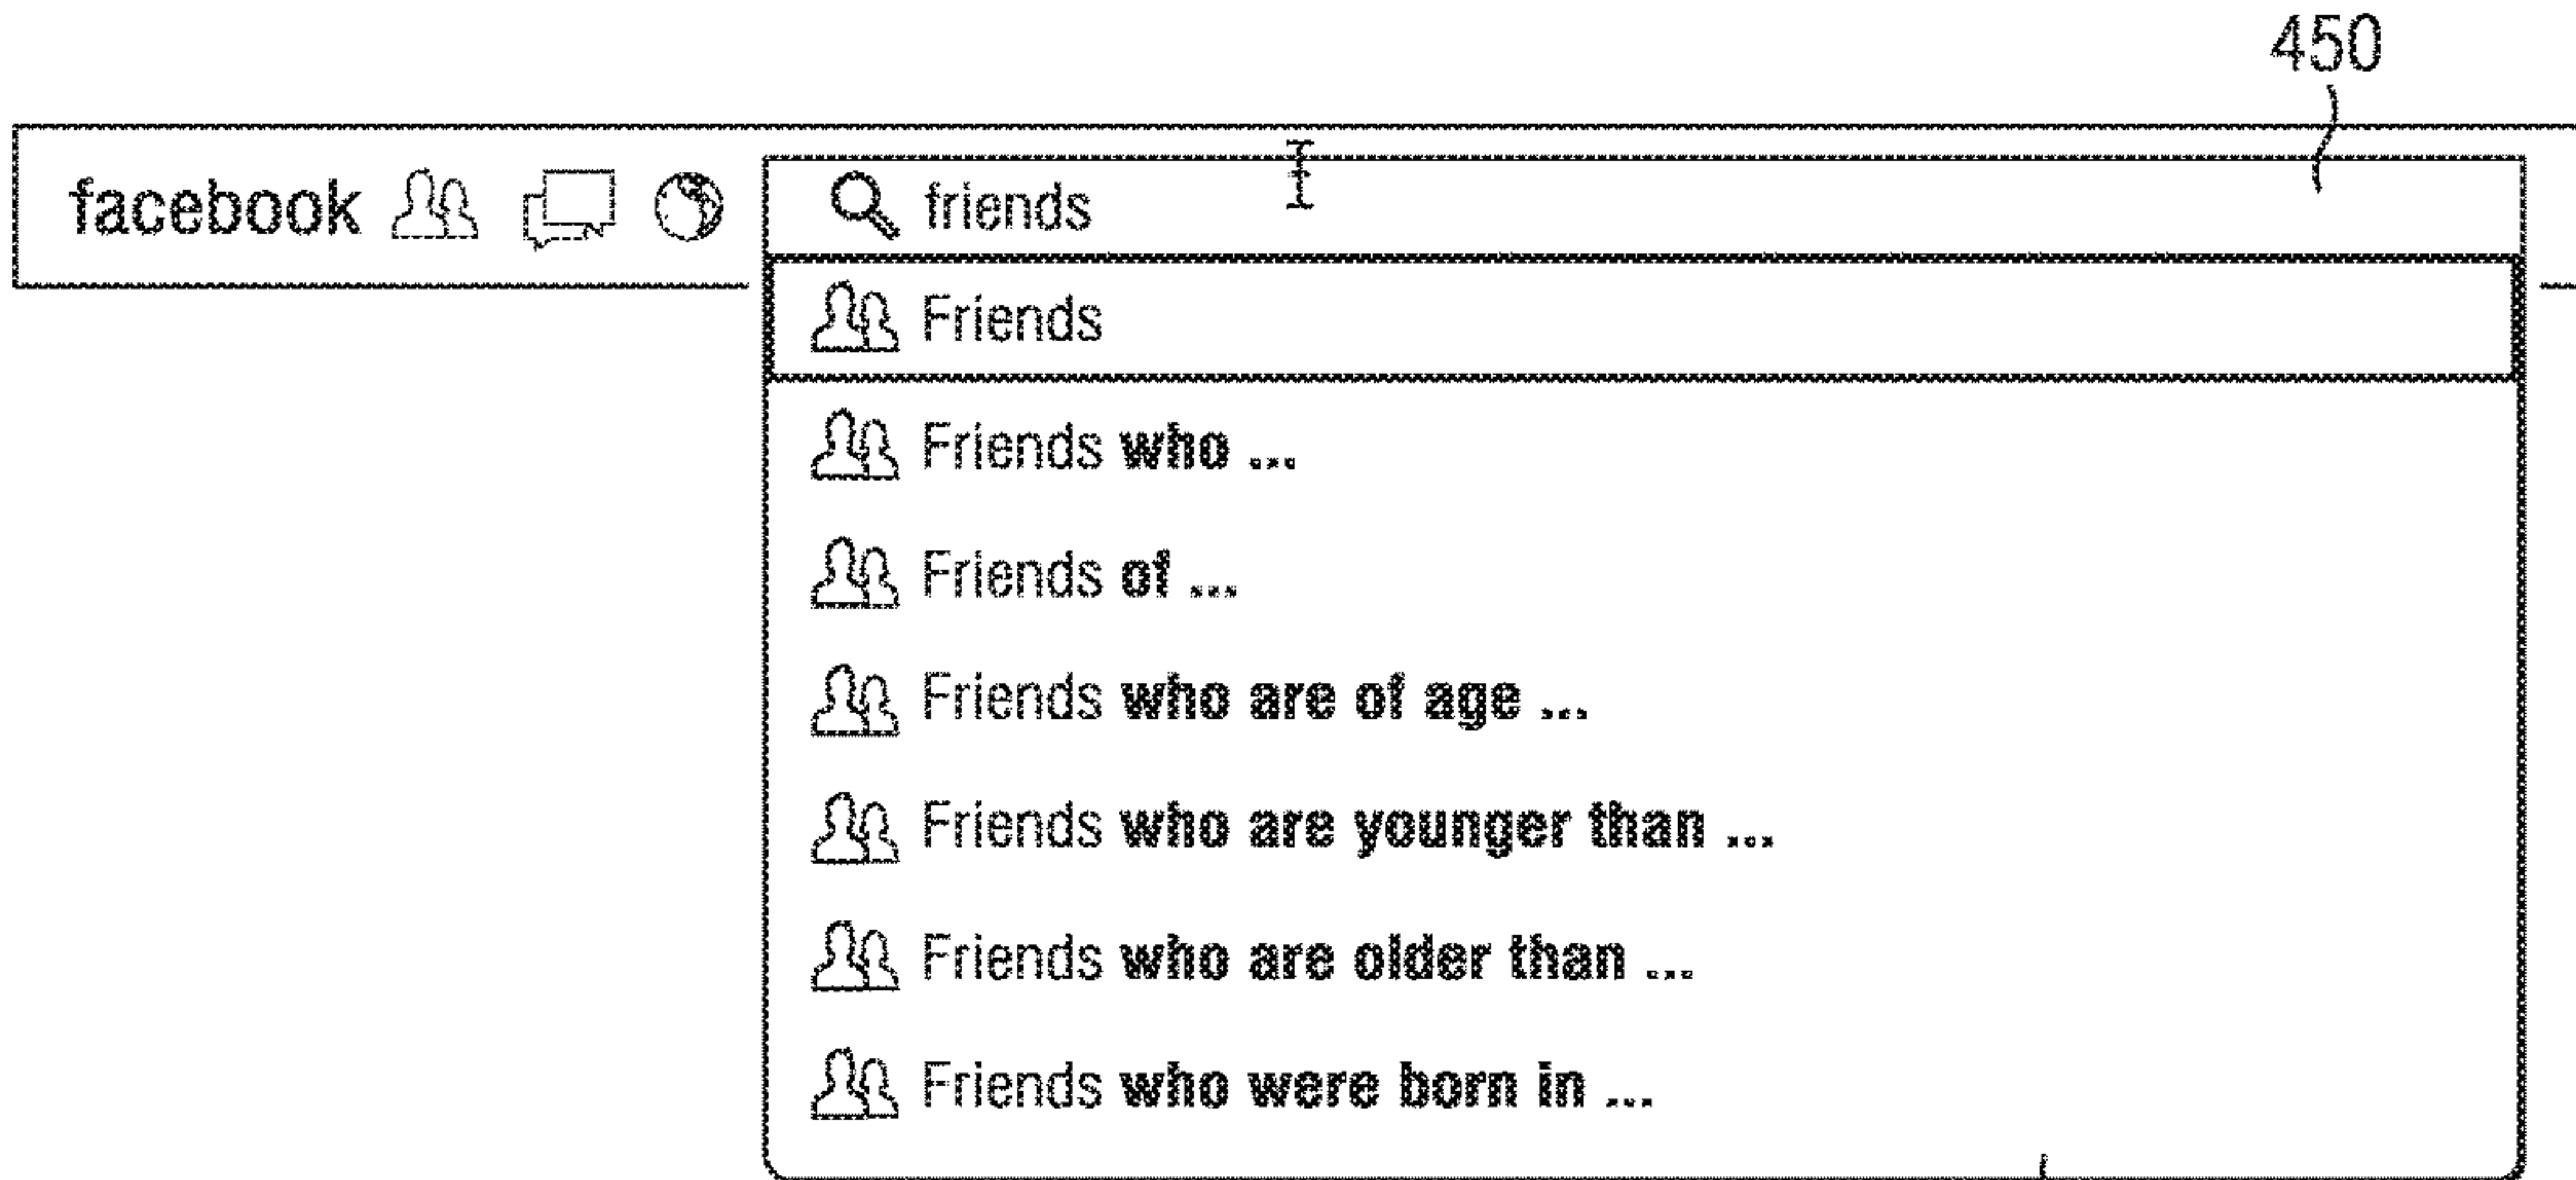 450
facebook friends
Friends
Friends who ...
Friends of ...
Friends who are of age ...
Friends who are younger than ...
Friends who are older than ...
Friends who were born in ...